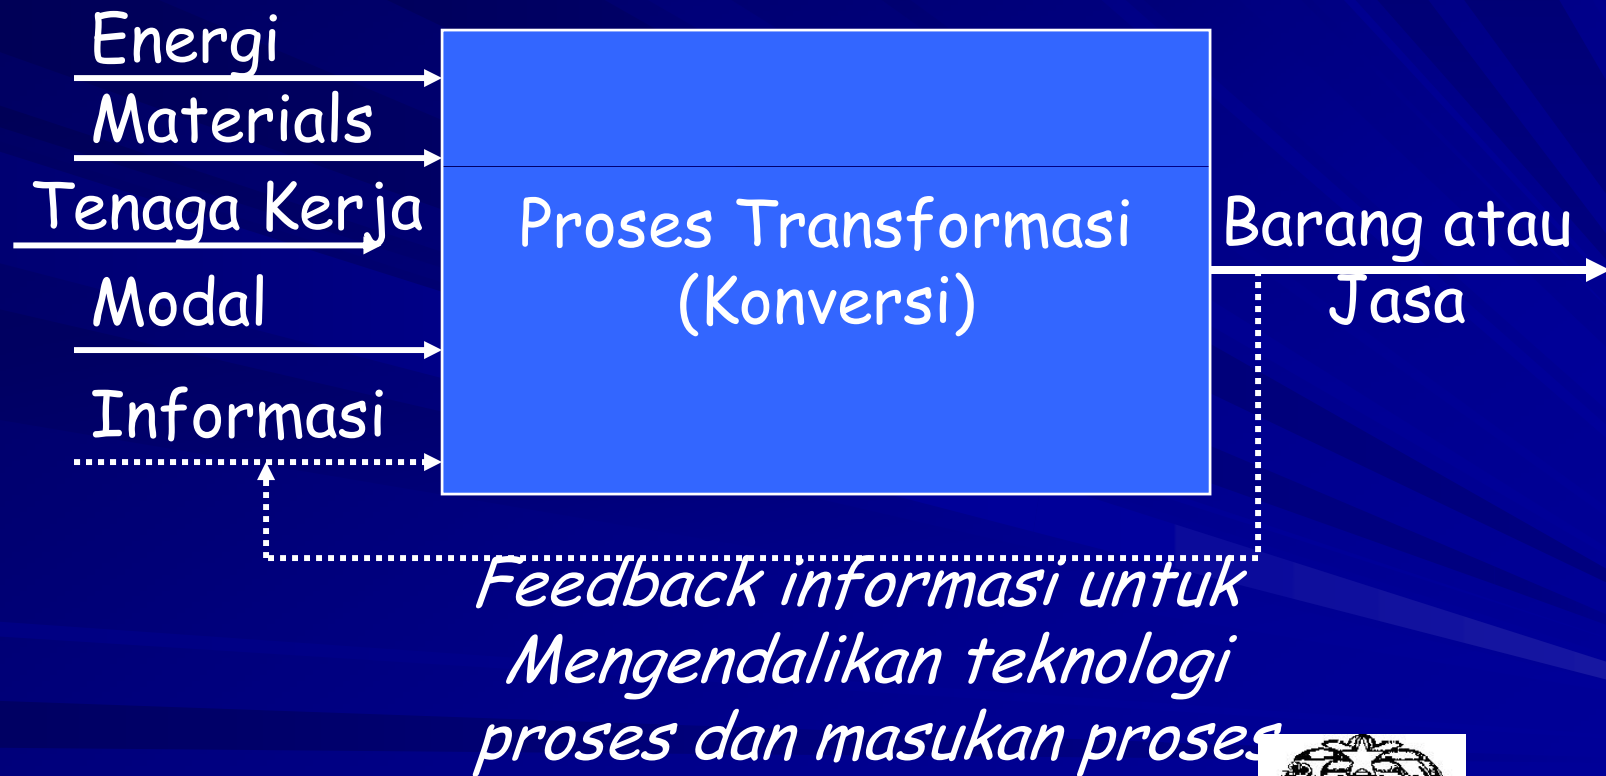 Energi
Materials
Tenaga Kerja
Modal
Informasi
Proses Transformasi
(Konversi)
Barang atau
Jasa
Feedback informasi untuk
Mengendalikan teknologi
proses dan masukan proses